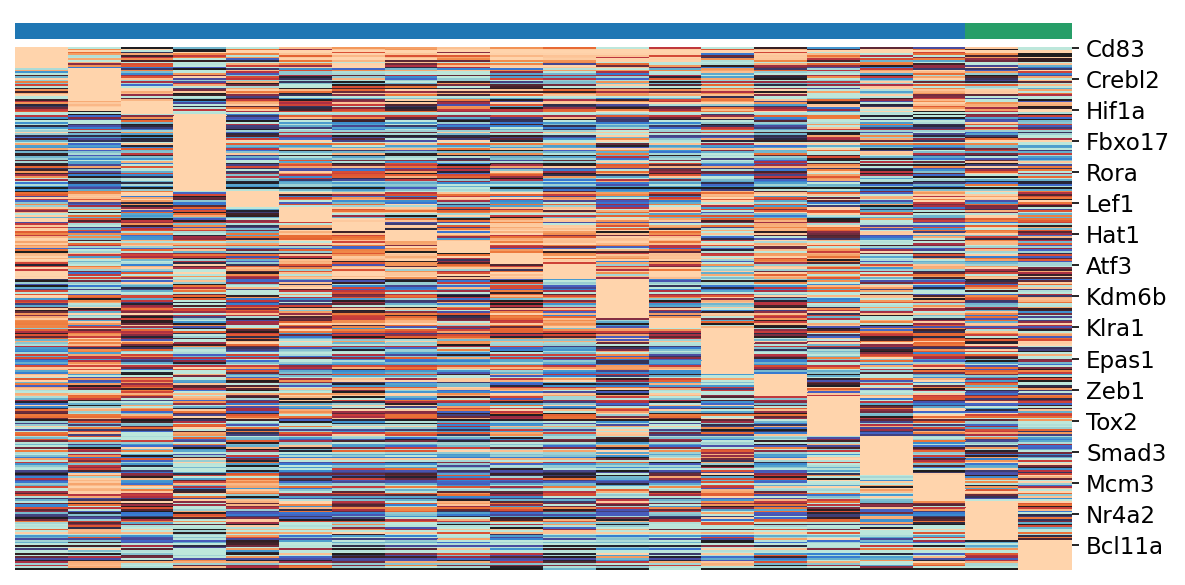 Cd83
Crebl2
Hif1a
Fbxo17
Rora
Lef1
Hat1
Atf3
Kdm6b
Klra1
Epas1
Zeb1
Tox2
Smad3
Mcm3
Nr4a2
Bcl11a